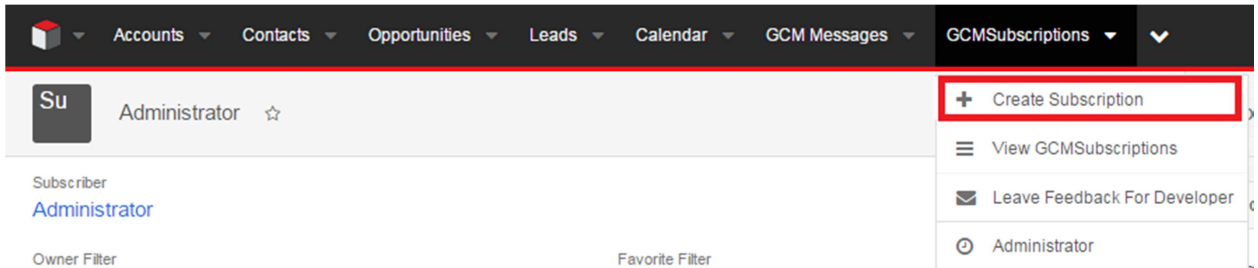 Accounts Contacts Opportunities Leads Calendar GCM Messages GCMSubscriptions
Su
Administrator
Create Subscription
View GCMSubscriptions
Leave Feedback For Developer
Administrator
Subscriber
Administrator
Owner Filter
Favorite Filter